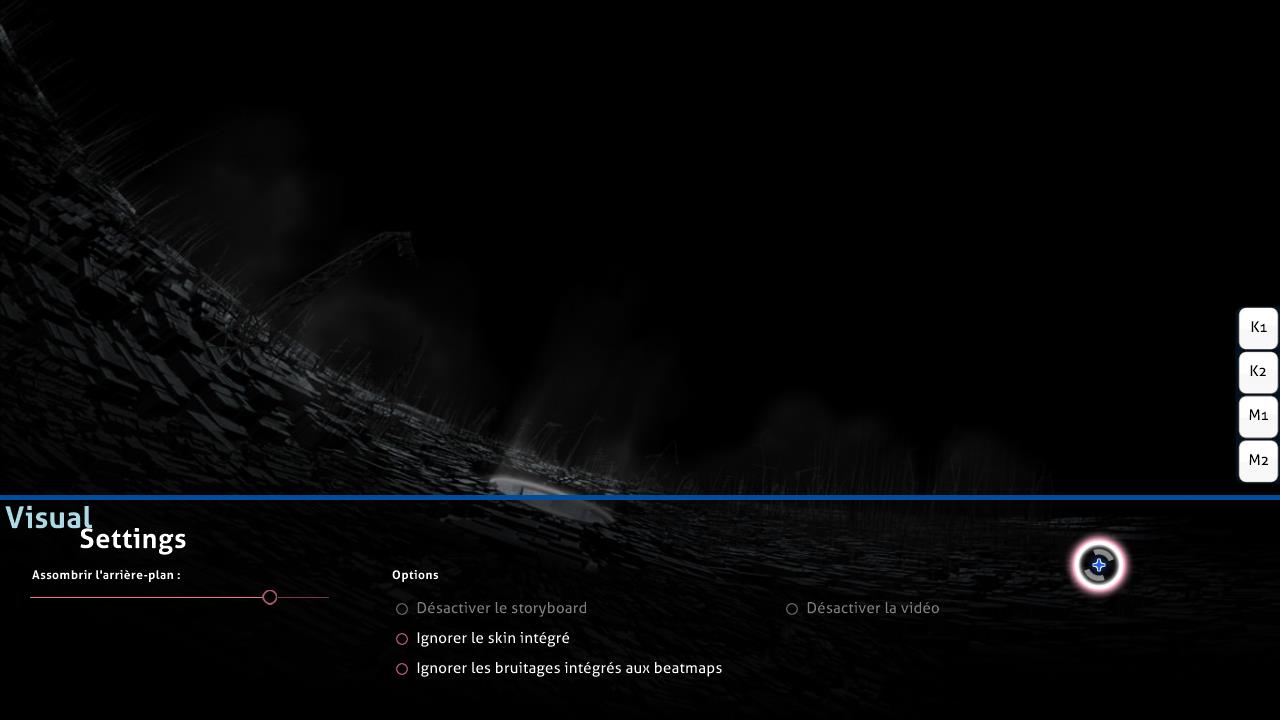 K1
K2
M1
M2
Visual
Settings
Assombrir l'arrière-plan :
Options
Désactiver le storyboard
Désactiver la vidéo
Ignorer le skin intégré
Ignorer les bruitages intégrés aux beatmaps